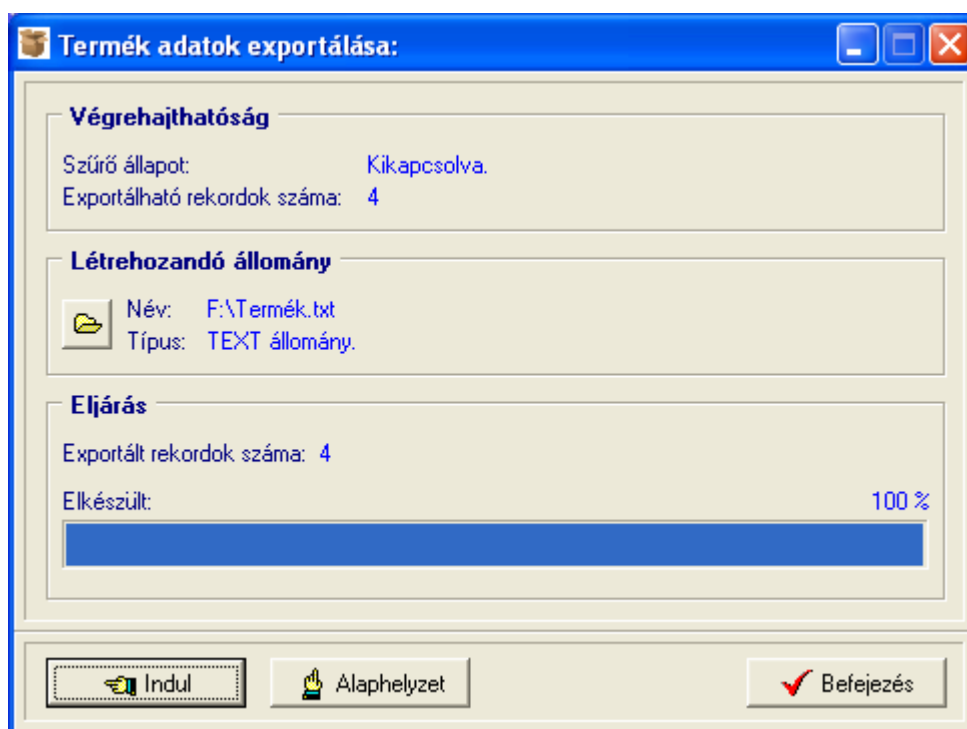 Termék adatok exportálása:
Végrehajthatóság
Szűrő állapot: Kikapcsolva.
Exportálható rekordok száma: 4
Létrehozandó állomány
Név: F:\Termék.txt
Típus: TEXT állomány.
Eljárás
Exportált rekordok száma: 4
Elkészült: 100 %
Indul Alaphelyzet Befejezés